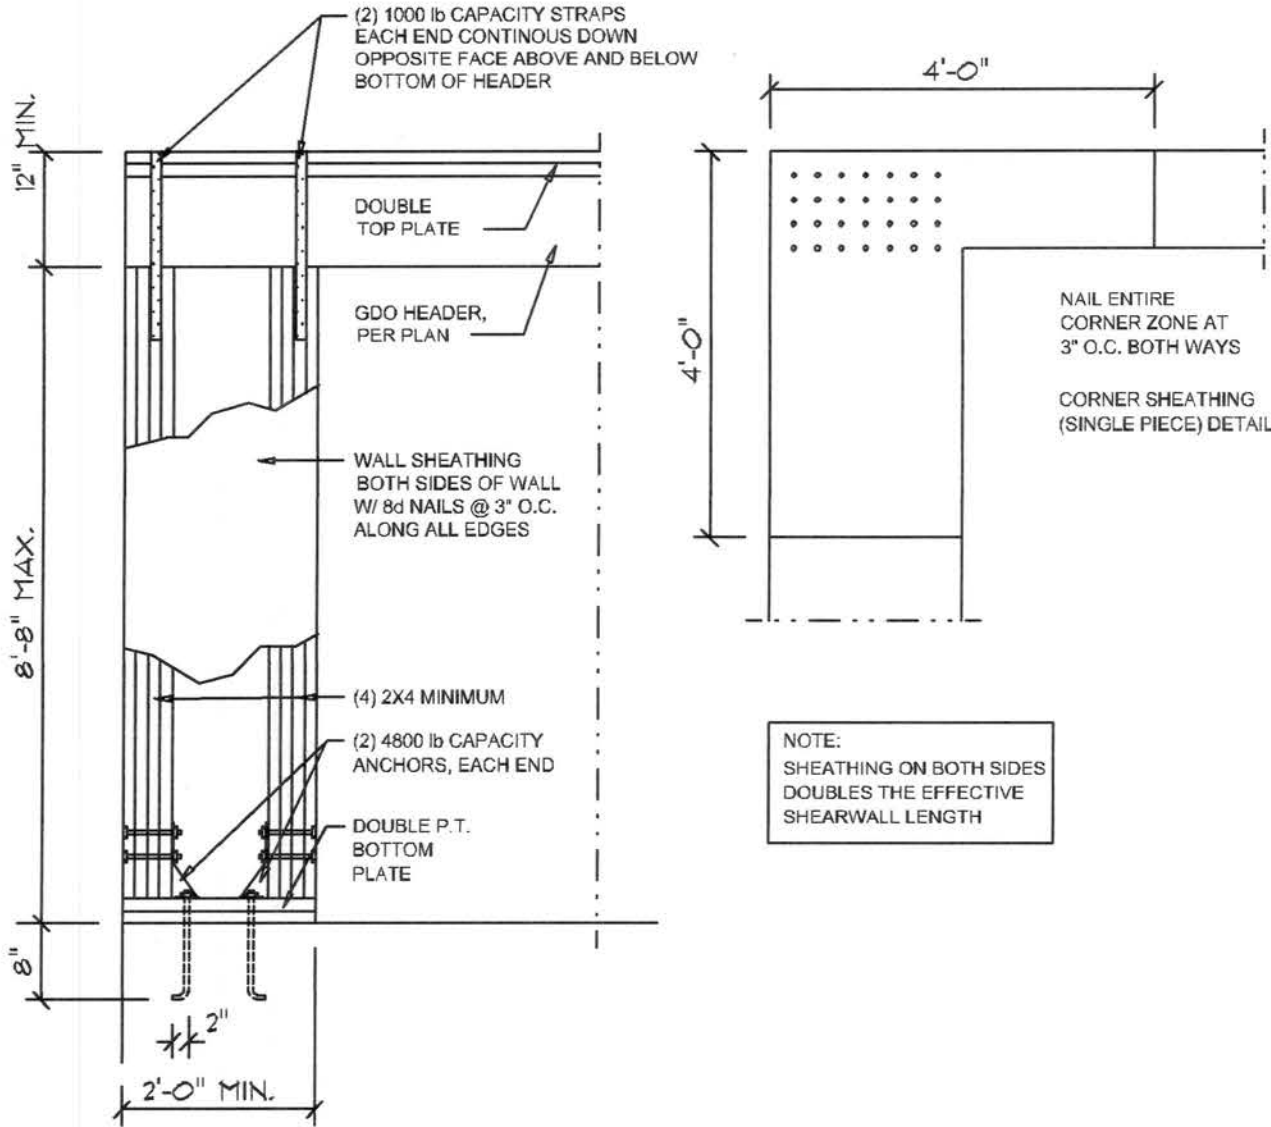 (2) 1000 lb CAPACITY STRAPS
EACH END CONTINOUS DOWN
OPPOSITE FACE ABOVE AND BELOW
BOTTOM OF HEADER
12" MIN.
DOUBLE
TOP PLATE
GDO HEADER,
PER PLAN
WALL SHEATHING
BOTH SIDES OF WALL
W/ 8d NAILS @ 3" O.C.
ALONG ALL EDGES
8'-8" MAX.
(4) 2X4 MINIMUM
(2) 4800 lb CAPACITY
ANCHORS, EACH END
DOUBLE P.T.
BOTTOM
PLATE
8"
2"
2'-0" MIN.
4'-0"
4'-0"
NAIL ENTIRE
CORNER ZONE AT
3" O.C. BOTH WAYS
CORNER SHEATHING
(SINGLE PIECE) DETAIL
NOTE:
SHEATHING ON BOTH SIDES
DOUBLES THE EFFECTIVE
SHEARWALL LENGTH